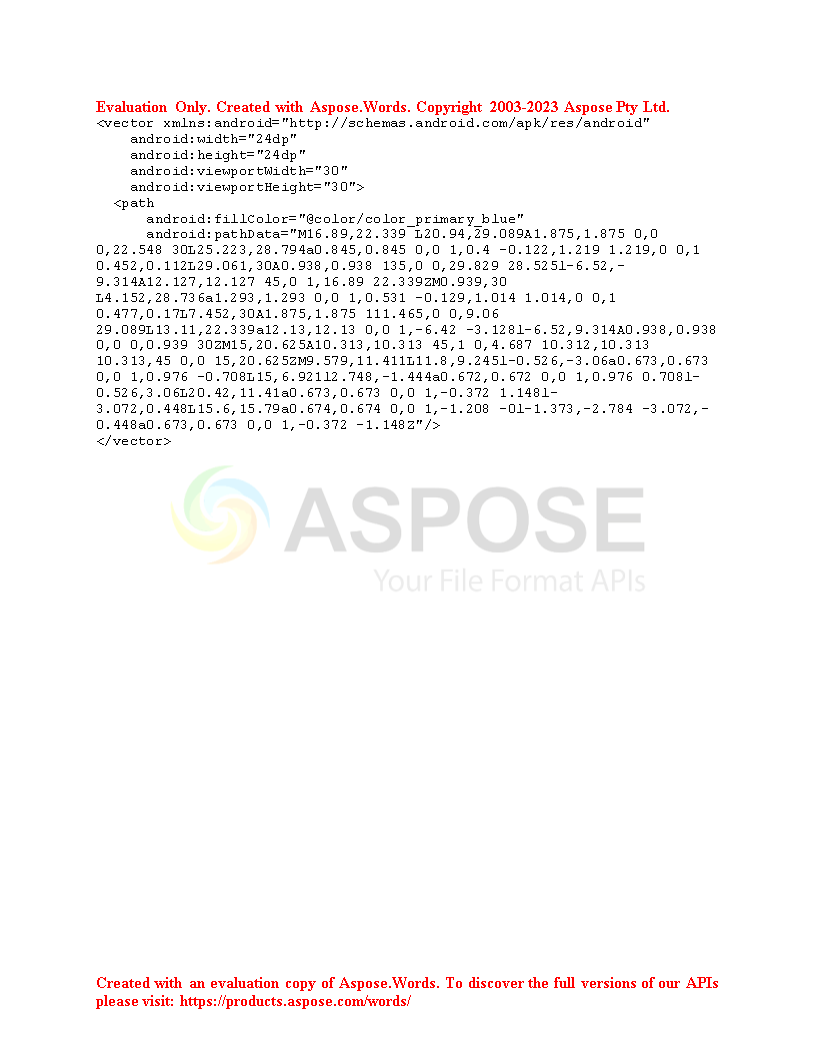 Evaluation Only. Created with Aspose.Words. Copyright 2003-2023 Aspose Pty Ltd.
<vector xmlns:android="http://schemas.android.com/apk/res/android"
    android:width="24dp"
    android:height="24dp"
    android:viewportWidth="30"
    android:viewportHeight="30">
  <path
      android:fillColor="@color/color_primary_blue"
      android:pathData="M16.89,22.339 L20.94,29.089A1.875,1.875 0,0
0,22.548 30L25.223,28.794a0.845,0.845 0,0 1,0.4 -0.122,1.219 1.219,0 0,1
0.452,0.112L29.061,30A0.938,0.938 135,0 0,29.829 28.525l-6.52,-
9.314A12.127,12.127 45,0 1,16.89 22.339ZM0.939,30
L4.152,28.736a1.293,1.293 0,0 1,0.531 -0.129,1.014 1.014,0 0,1
0.477,0.17L7.452,30A1.875,1.875 111.465,0 0,9.06
29.089L13.11,22.339a12.13,12.13 0,0 1,-6.42 -3.128l-6.52,9.314A0.938,0.938
0,0 0,0.939 30ZM15,20.625A10.313,10.313 45,1 0,4.687 10.312,10.313
10.313,45 0,0 15,20.625ZM9.579,11.411L11.8,9.245l-0.526,-3.06a0.673,0.673
0,0 1,0.976 -0.708L15,6.921l2.748,-1.444a0.672,0.672 0,0 1,0.976 0.708l-
0.526,3.06L20.42,11.41a0.673,0.673 0,0 1,-0.372 1.148l-
3.072,0.448L15.6,15.79a0.674,0.674 0,0 1,-1.208 -0l-1.373,-2.784 -3.072,-
0.448a0.673,0.673 0,0 1,-0.372 -1.148Z"/>
</vector>
ASPOSE
Your File Format APIs
Created with an evaluation copy of Aspose.Words. To discover the full versions of our APIs
please visit: https://products.aspose.com/words/